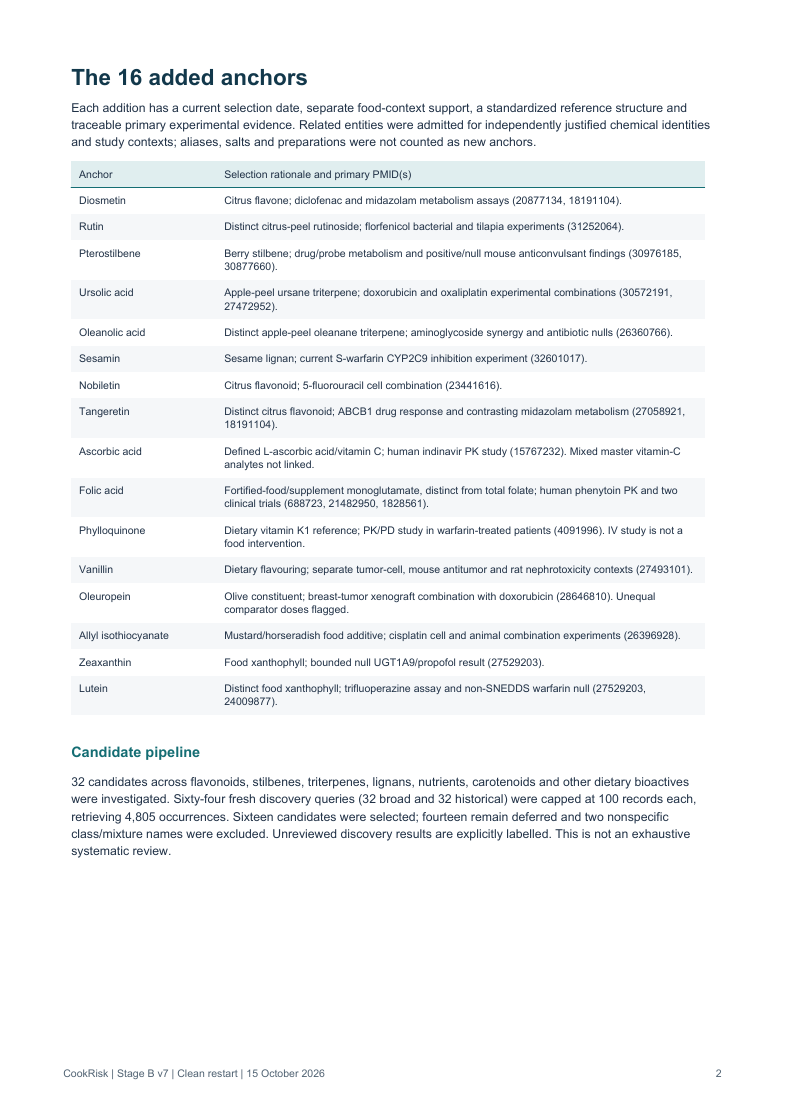 The 16 added anchors
Each addition has a current selection date, separate food-context support, a standardized reference structure and
traceable primary experimental evidence. Related entities were admitted for independently justified chemical identities
and study contexts; aliases, salts and preparations were not counted as new anchors.
Anchor Selection rationale and primary PMID(s)
Diosmetin Citrus flavone; diclofenac and midazolam metabolism assays (20877134, 18191104).
Rutin Distinct citrus-peel rutinoside; florfenicol bacterial and tilapia experiments (31252064).
Pterostilbene Berry stilbene; drug/probe metabolism and positive/null mouse anticonvulsant findings (30976185,
30877660).
Ursolic acid Apple-peel ursane triterpene; doxorubicin and oxaliplatin experimental combinations (30572191,
27472952).
Oleanolic acid Distinct apple-peel oleanane triterpene; aminoglycoside synergy and antibiotic nulls (26360766).
Sesamin Sesame lignan; current S-warfarin CYP2C9 inhibition experiment (32601017).
Nobiletin Citrus flavonoid; 5-fluorouracil cell combination (23441616).
Tangeretin Distinct citrus flavonoid; ABCB1 drug response and contrasting midazolam metabolism (27058921,
18191104).
Ascorbic acid Defined L-ascorbic acid/vitamin C; human indinavir PK study (15767232). Mixed master vitamin-C
analytes not linked.
Folic acid Fortified-food/supplement monoglutamate, distinct from total folate; human phenytoin PK and two
clinical trials (688723, 21482950, 1828561).
Phylloquinone Dietary vitamin K1 reference; PK/PD study in warfarin-treated patients (4091996). IV study is not a
food intervention.
Vanillin Dietary flavouring; separate tumor-cell, mouse antitumor and rat nephrotoxicity contexts (27493101).
Oleuropein Olive constituent; breast-tumor xenograft combination with doxorubicin (28646810). Unequal
comparator doses flagged.
Allyl isothiocyanate Mustard/horseradish food additive; cisplatin cell and animal combination experiments (26396928).
Zeaxanthin Food xanthophyll; bounded null UGT1A9/propofol result (27529203).
Lutein Distinct food xanthophyll; trifluoperazine assay and non-SNEDDS warfarin null (27529203,
24009877).
Candidate pipeline
32 candidates across flavonoids, stilbenes, triterpenes, lignans, nutrients, carotenoids and other dietary bioactives
were investigated. Sixty-four fresh discovery queries (32 broad and 32 historical) were capped at 100 records each,
retrieving 4,805 occurrences. Sixteen candidates were selected; fourteen remain deferred and two nonspecific
class/mixture names were excluded. Unreviewed discovery results are explicitly labelled. This is not an exhaustive
systematic review.
CookRisk | Stage B v7 | Clean restart | 15 October 2026 2